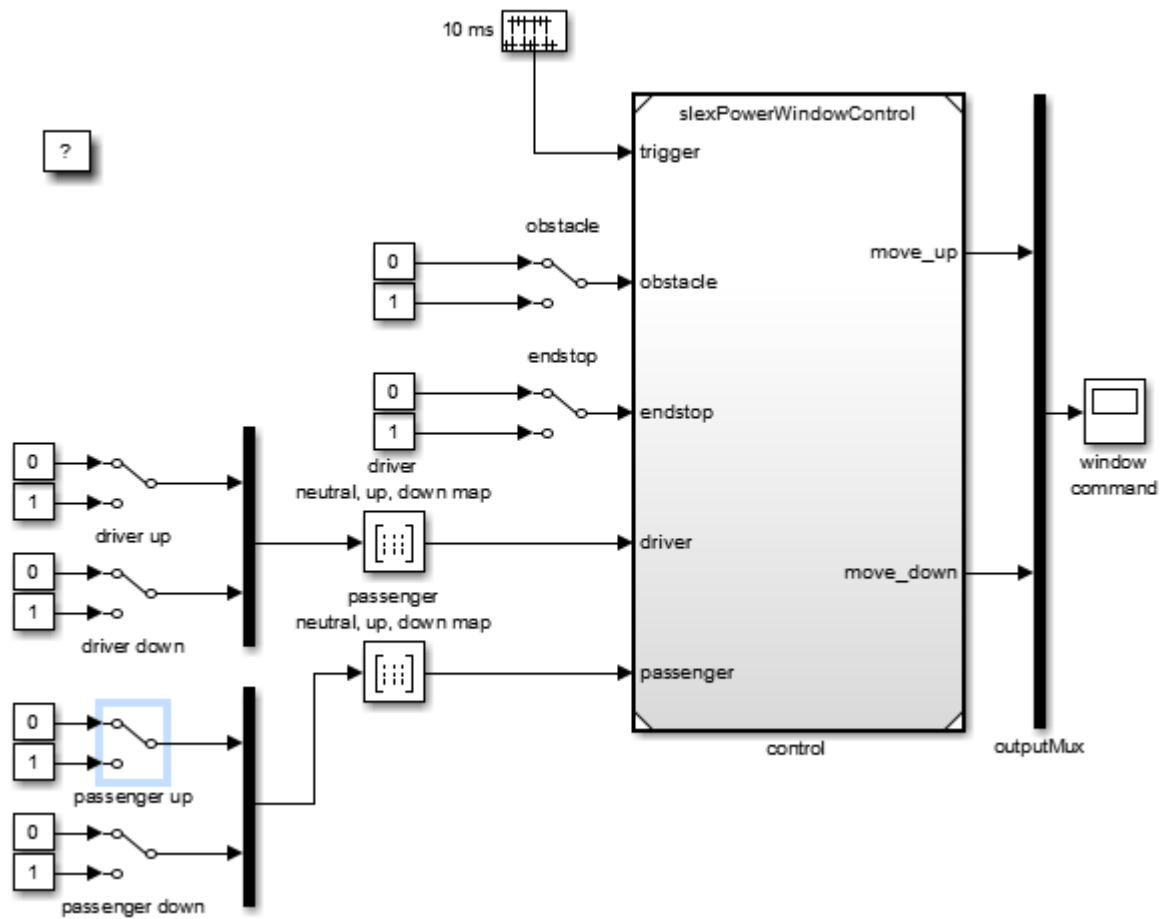 10 ms
slexPowerWindowControl
trigger
?
obstacle
0
1
obstacle
move_up
endstop
0
1
endstop
window
command
driver
neutral, up, down map
0
1
driver up
driver
0
1
driver down
move_down
passenger
neutral, up, down map
passenger
control
outputMux
0
1
passenger up
0
1
passenger down